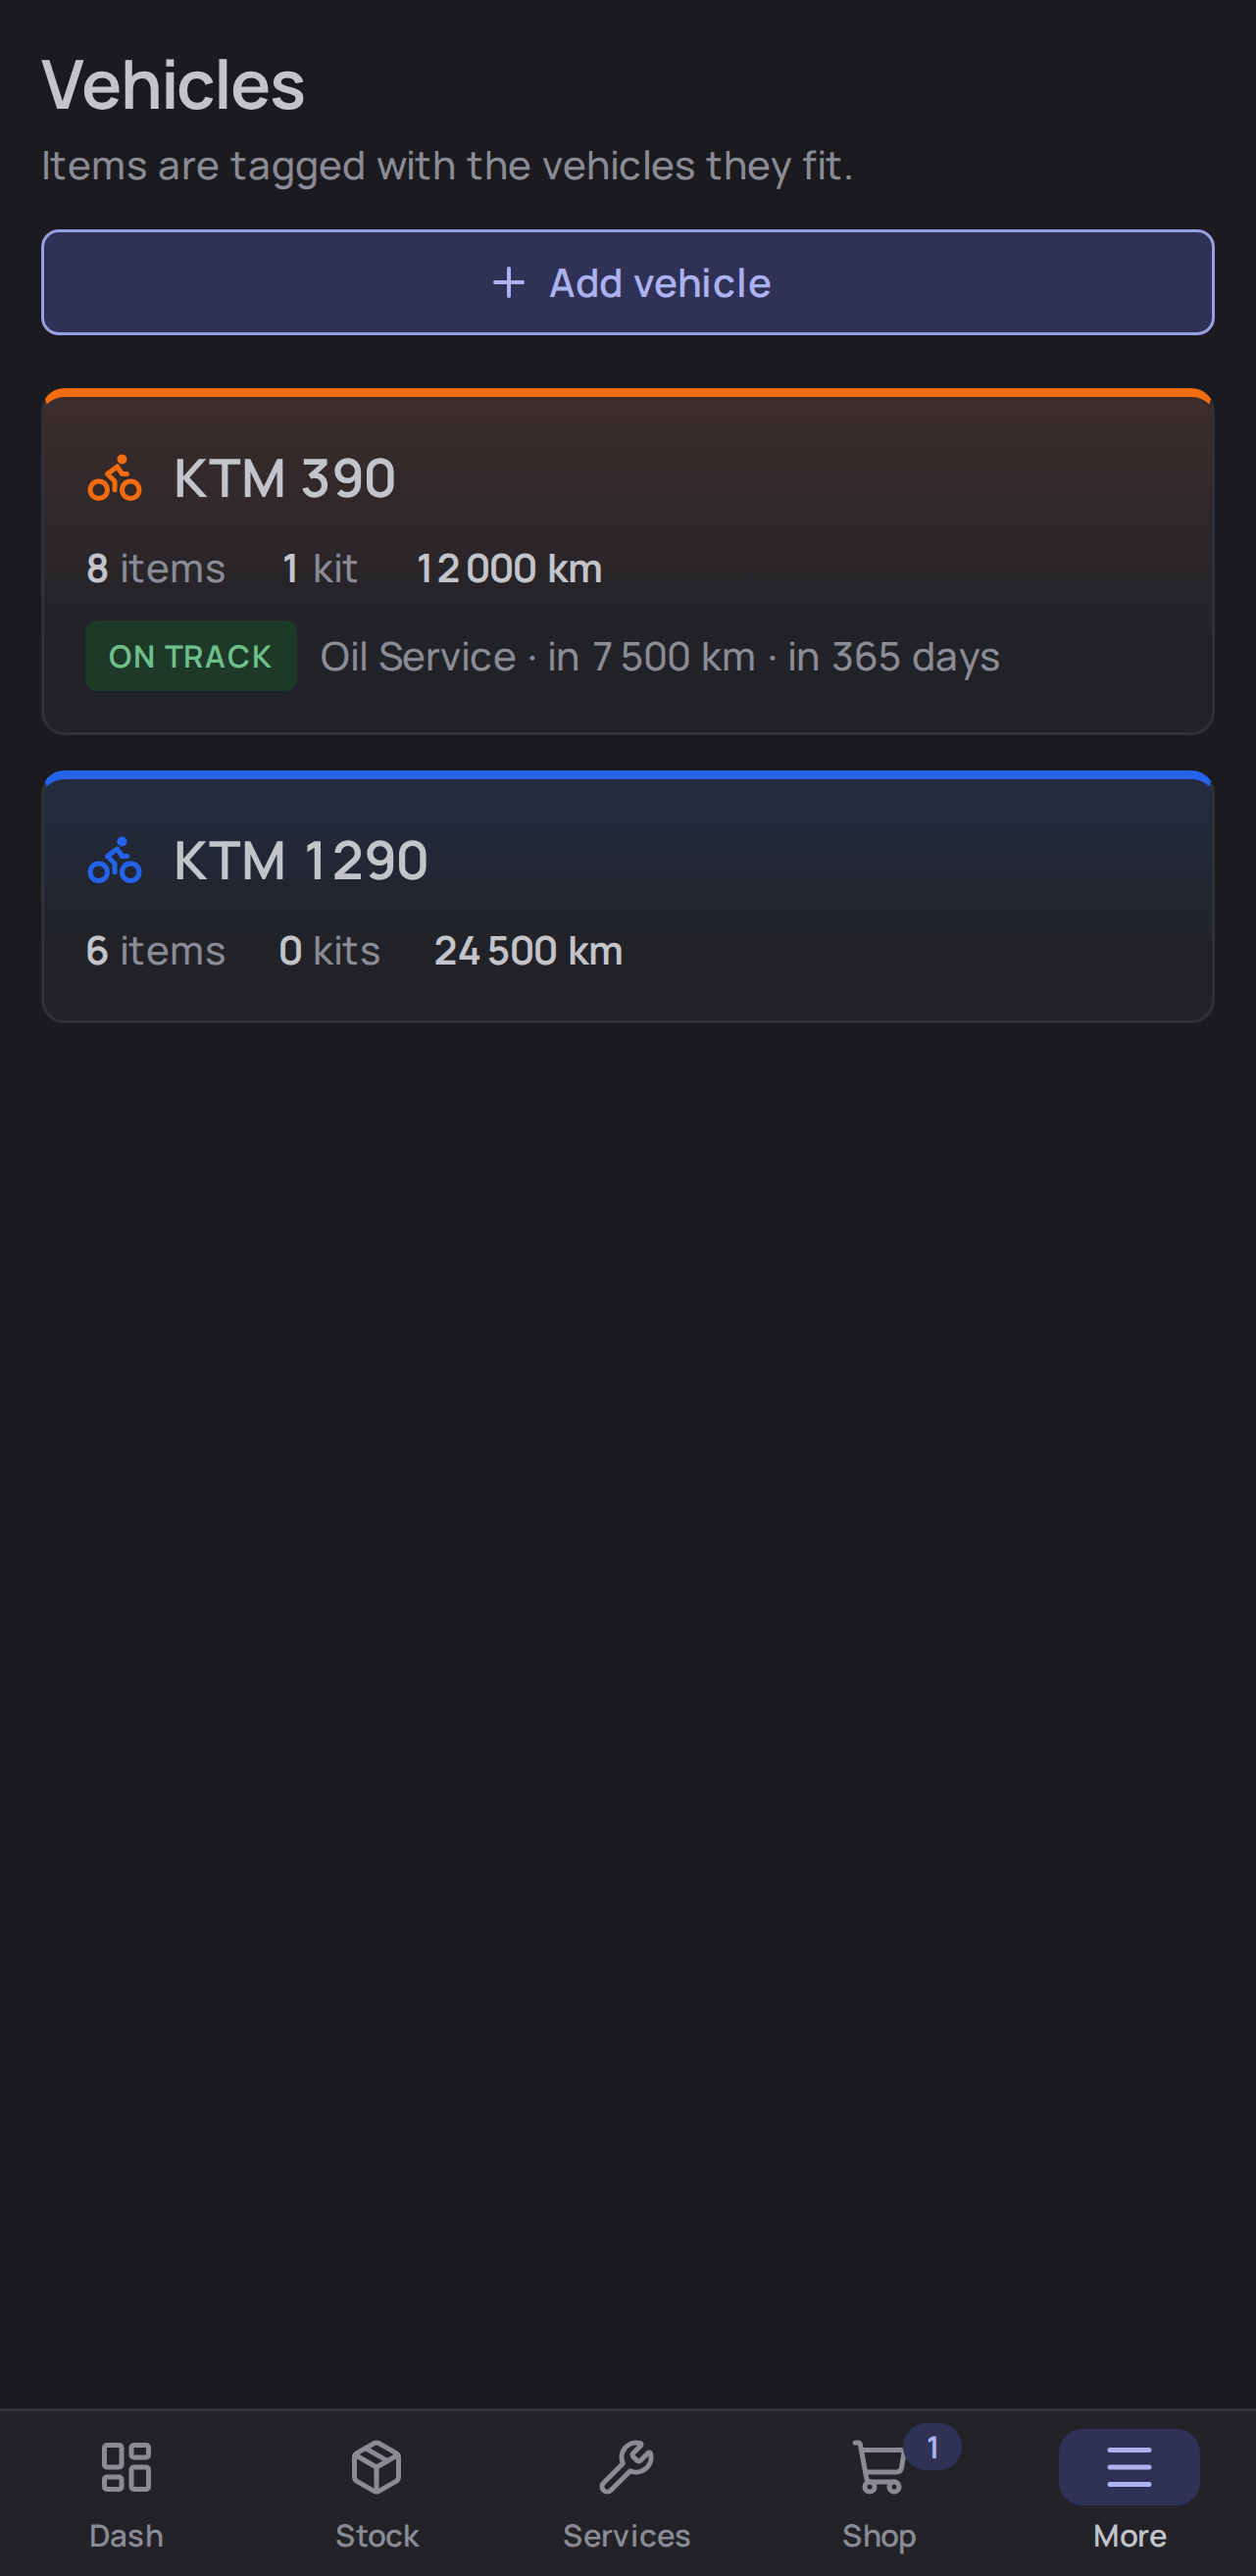 Vehicles
Items are tagged with the vehicles they fit.
+ Add vehicle
KTM 390
8 items 1 kit 12 000 km
ON TRACK Oil Service · in 7 500 km · in 365 days
KTM 1290
6 items 0 kits 24 500 km
1
Dash Stock Services Shop More